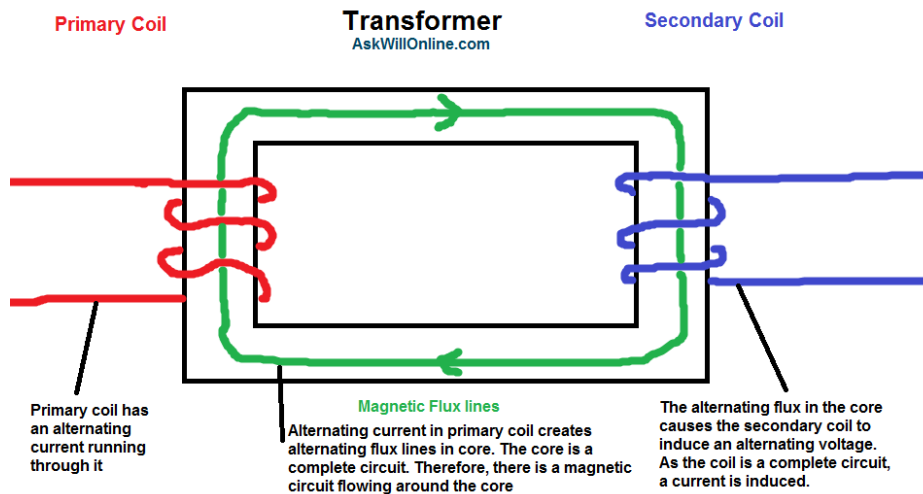 Primary Coil
Transformer
Secondary Coil
AskWillOnline.com
Magnetic Flux lines
Primary coil has
an alternating
current running
through it
Alternating current in primary coil creates
alternating flux lines in core. The core is a
complete circuit. Therefore, there is a magnetic
circuit flowing around the core
The alternating flux in the core
causes the secondary coil to
induce an alternating voltage.
As the coil is a complete circuit,
a current is induced.